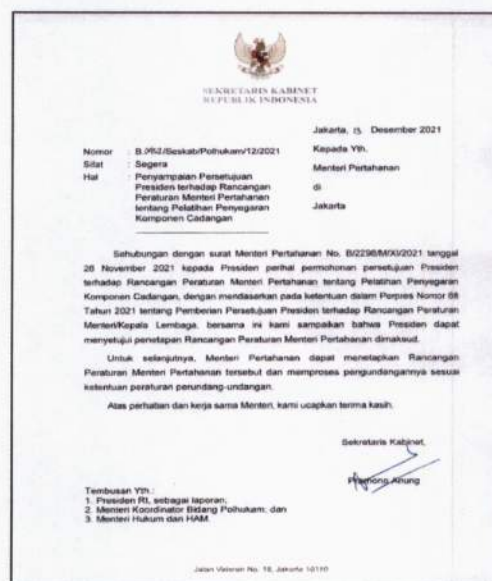 SEKRETARIS KABINET
REPUBLIK INDONESIA
Jakarta, 13 Desember 2021
Nomor : /Seskab/Polhukam/12/2021
Kepada Yth.
Sifat : Segera
Menteri Pertahanan
Hal : Penyampaian Persetujuan
di
Presiden terhadap Rancangan
Peraturan Menteri Pertahanan
Jakarta
tentang Pelatihan Penyegaran
Komponen Cadangan
Sehubungan dengan surat Menteri Pertahanan No. B/2298/M/XI/2021 tanggal
26 November 2021 kepada Presiden perihal permohonan persetujuan Presiden
terhadap Rancangan Peraturan Menteri Pertahanan tentang Pelatihan Penyegaran
Komponen Cadangan, dengan mendasarkan pada ketentuan dalam Perpres Nomor 68
Tahun 2021 tentang Pemberian Persetujuan Presiden terhadap Rancangan Peraturan
Menteri/Kepala Lembaga, bersama ini kami sampaikan bahwa Presiden dapat
menyetujui penetapan Rancangan Peraturan Menteri Pertahanan dimaksud.
Untuk selanjutnya, Menteri Pertahanan dapat menetapkan Rancangan
Peraturan Menteri Pertahanan tersebut dan memproses pengundangannya sesuai
ketentuan peraturan perundang-undangan.
Atas perhatian dan kerja sama Menteri, kami ucapkan terima kasih.
Sekretaris Kabinet,
Pramono Anung
Tembusan Yth.:
1. Presiden RI, sebagai laporan;
2. Menteri Koordinator Bidang Polhukam; dan
3. Menteri Hukum dan HAM.
Jalan Veteran No. 18, Jakarta 10110